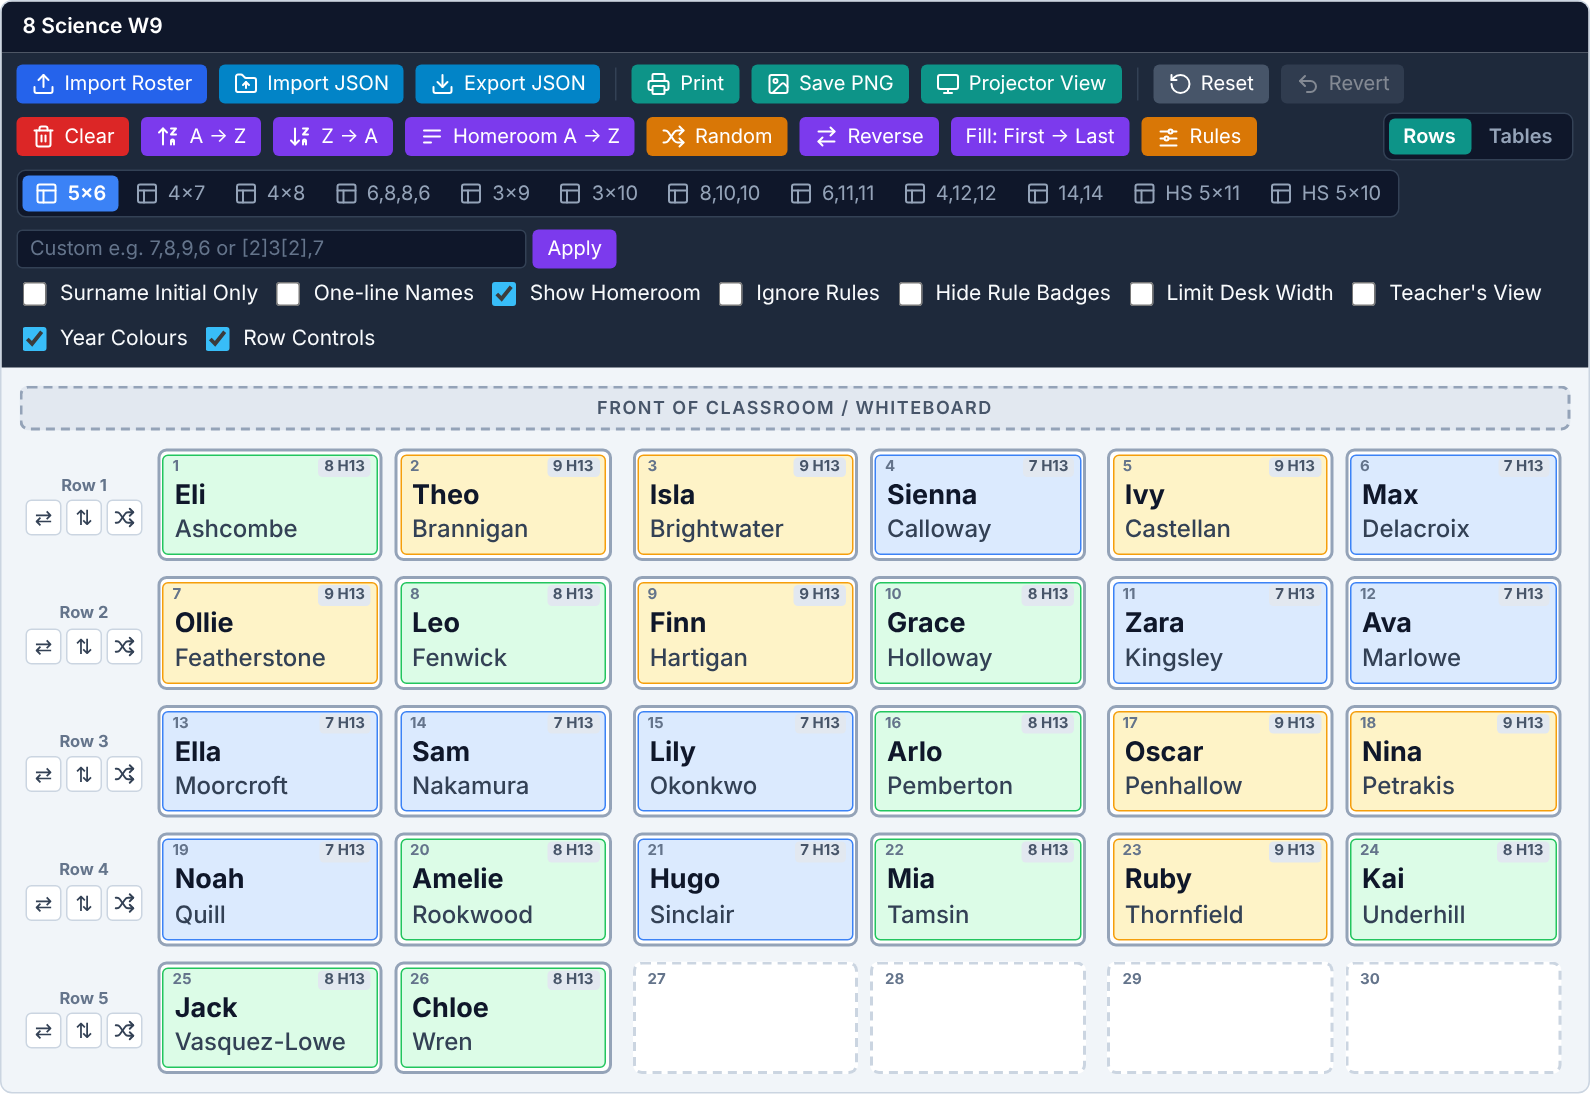 8 Science W9
Import Roster Import JSON Export JSON Print Save PNG Projector View Reset Revert
Clear A → Z Z → A Homeroom A → Z Random Reverse Fill: First → Last Rules Rows Tables
5×6 4×7 4×8 6,8,8,6 3×9 3×10 8,10,10 6,11,11 4,12,12 14,14 HS 5×11 HS 5×10
Custom e.g. 7,8,9,6 or [2]3[2],7 Apply
Surname Initial Only One-line Names Show Homeroom Ignore Rules Hide Rule Badges Limit Desk Width Teacher's View
Year Colours Row Controls
FRONT OF CLASSROOM / WHITEBOARD
Row 1
1 8 H13
Eli
Ashcombe
2 9 H13
Theo
Brannigan
3 9 H13
Isla
Brightwater
4 7 H13
Sienna
Calloway
5 9 H13
Ivy
Castellan
6 7 H13
Max
Delacroix
Row 2
7 9 H13
Ollie
Featherstone
8 8 H13
Leo
Fenwick
9 9 H13
Finn
Hartigan
10 8 H13
Grace
Holloway
11 7 H13
Zara
Kingsley
12 7 H13
Ava
Marlowe
Row 3
13 7 H13
Ella
Moorcroft
14 7 H13
Sam
Nakamura
15 7 H13
Lily
Okonkwo
16 8 H13
Arlo
Pemberton
17 9 H13
Oscar
Penhallow
18 9 H13
Nina
Petrakis
Row 4
19 7 H13
Noah
Quill
20 8 H13
Amelie
Rookwood
21 7 H13
Hugo
Sinclair
22 8 H13
Mia
Tamsin
23 9 H13
Ruby
Thornfield
24 8 H13
Kai
Underhill
Row 5
25 8 H13
Jack
Vasquez-Lowe
26 8 H13
Chloe
Wren
27
28
29
30